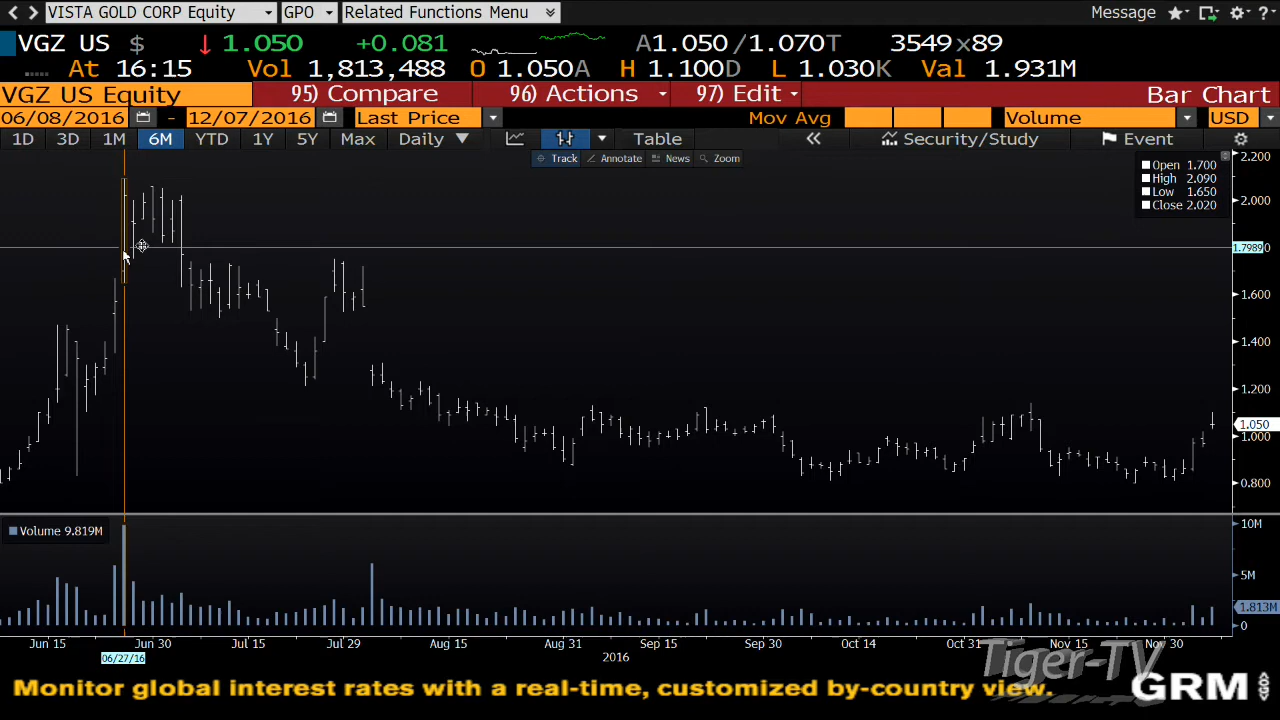 VISTA GOLD CORP Equity GPO Related Functions Menu Message ?
VGZ US $ ↓ 1.050 +0.081 A1.050 /1.070T 3549x89
At 16:15 Vol 1,813,488 O 1.050A H 1.100D L 1.030K Val 1.931M
VGZ US Equity 95) Compare 96) Actions 97) Edit Bar Chart
06/08/2016 - 12/07/2016 Last Price Mov Avg Volume USD
1D 3D 1M 6M YTD 1Y 5Y Max Daily ▼ Table « Security/Study Event
Track Annotate News Zoom
Open 1.700
High 2.090
Low 1.650
Close 2.020
2.200
2.000
1.7989
1.600
1.400
1.200
1.050
1.000
0.800
Volume 9.819M
10M
5M
1.813M
0
Jun 15 Jun 30 Jul 15 Jul 29 Aug 15 Aug 31 Sep 15 Sep 30 Oct 14 Oct 31 Nov 15 Nov 30
06/27/16 2016
Tiger-TV
Monitor global interest rates with a real-time, customized by-country view. GRM